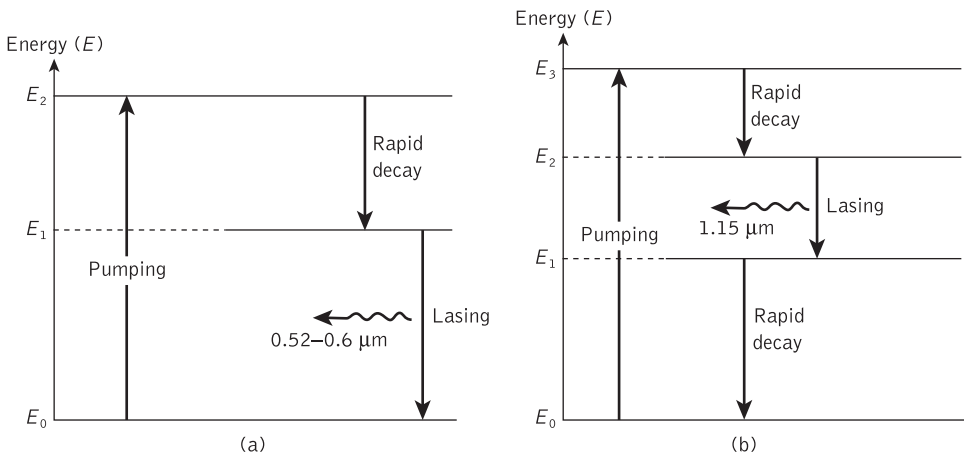 Energy (E)
E₂
Rapid
decay
E₁
Pumping
Lasing
0.52–0.6 μm
E₀
(a)
Energy (E)
E₃
Rapid
decay
E₂
Lasing
1.15 μm
Pumping
E₁
Rapid
decay
E₀
(b)